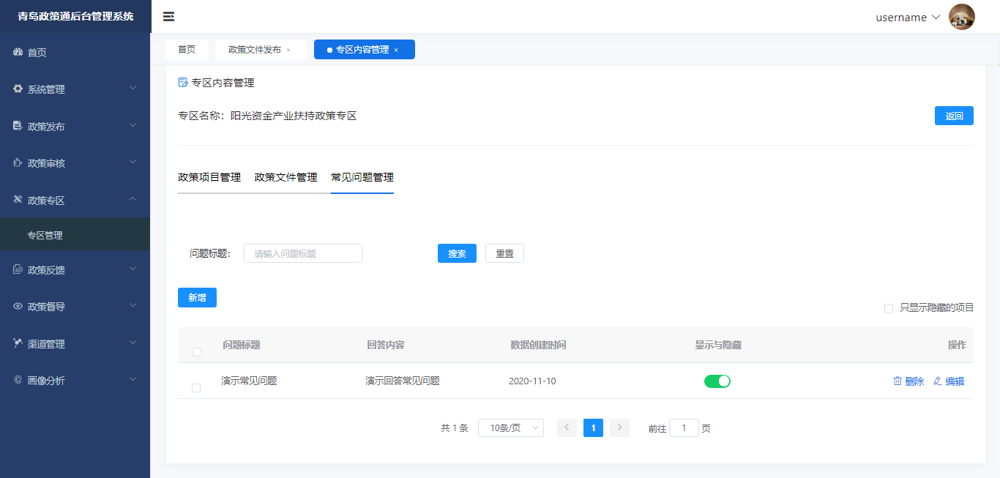 青岛政策通后台管理系统
username
首页
系统管理
政策发布
政策审核
政策专区
专区管理
政策反馈
政策督导
渠道管理
画像分析
首页 政策文件发布 × 专区内容管理 ×
专区内容管理
专区名称：阳光资金产业扶持政策专区 返回
政策项目管理 政策文件管理 常见问题管理
问题标题： 请输入问题标题 搜索 重置
新增
只显示隐藏的项目
问题标题 回答内容 数据创建时间 显示与隐藏 操作
演示常见问题 演示回答常见问题 2020-11-10 删除 编辑
共 1 条 10条/页 1 前往 1 页